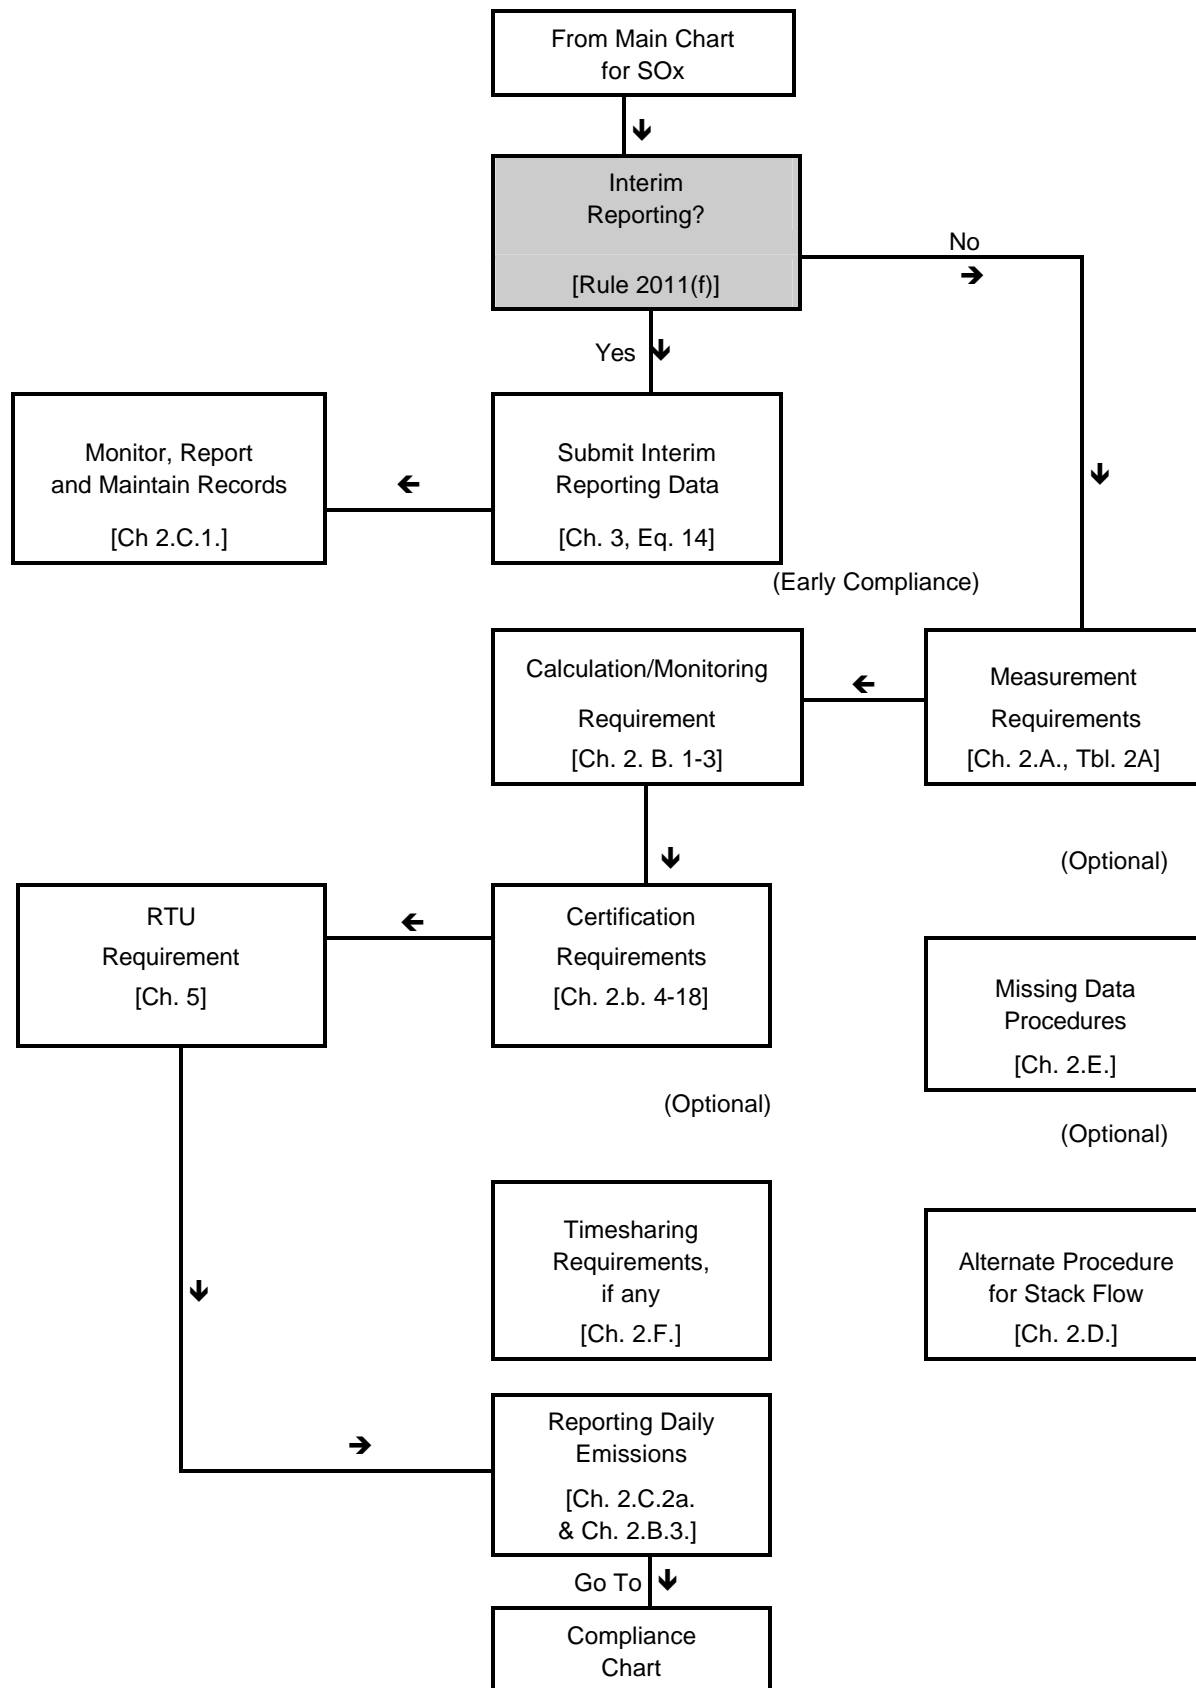 From Main Chart
for SOx
Interim
Reporting?
[Rule 2011(f)]
No
Yes
Monitor, Report
and Maintain Records
[Ch 2.C.1.]
Submit Interim
Reporting Data
[Ch. 3, Eq. 14]
(Early Compliance)
Calculation/Monitoring
Requirement
[Ch. 2. B. 1-3]
Measurement
Requirements
[Ch. 2.A., Tbl. 2A]
(Optional)
RTU
Requirement
[Ch. 5]
Certification
Requirements
[Ch. 2.b. 4-18]
Missing Data
Procedures
[Ch. 2.E.]
(Optional)
(Optional)
Timesharing
Requirements,
if any
[Ch. 2.F.]
Alternate Procedure
for Stack Flow
[Ch. 2.D.]
Reporting Daily
Emissions
[Ch. 2.C.2a.
& Ch. 2.B.3.]
Go To
Compliance
Chart